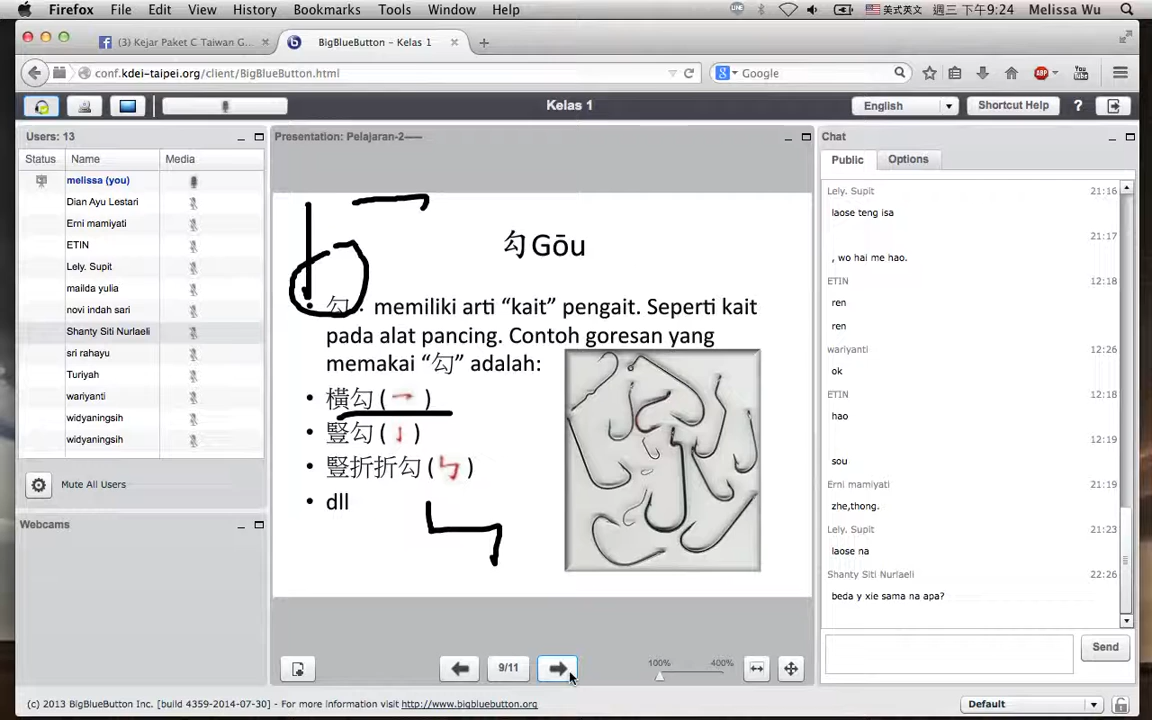 Firefox File Edit View History Bookmarks Tools Window Help 美式英文 週三 下午9:24 Melissa Wu
(3) Kejar Paket C Taiwan G... BigBlueButton – Kelas 1
conf.kdei-taipei.org/client/BigBlueButton.html Google ABP You Tube
Kelas 1 English Shortcut Help ?
Users: 13
Status Name Media
melissa (you)
Dian Ayu Lestari
Erni mamiyati
ETIN
Lely. Supit
mailda yulia
novi indah sari
Shanty Siti Nurlaeli
sri rahayu
Turiyah
wariyanti
widyaningsih
widyaningsih
Mute All Users
Webcams
Presentation: Pelajaran-2-----
勾Gōu
勾：memiliki arti “kait” pengait. Seperti kait
pada alat pancing. Contoh goresan yang
memakai “勾” adalah:
• 橫勾(㇖)
• 豎勾(亅)
• 豎折折勾(㇉)
• dll
9/11
100% 400%
Chat
Public Options
Lely. Supit 21:16
laose teng isa
21:17
, wo hai me hao.
ETIN 12:18
ren
ren
wariyanti 12:26
ok
ETIN
hao
12:19
sou
Erni mamiyati 21:19
zhe,thong.
Lely. Supit 21:23
laose na
Shanty Siti Nurlaeli 22:26
beda y xie sama na apa?
Send
(c) 2013 BigBlueButton Inc. [build 4359-2014-07-30] - For more information visit http://www.bigbluebutton.org Default